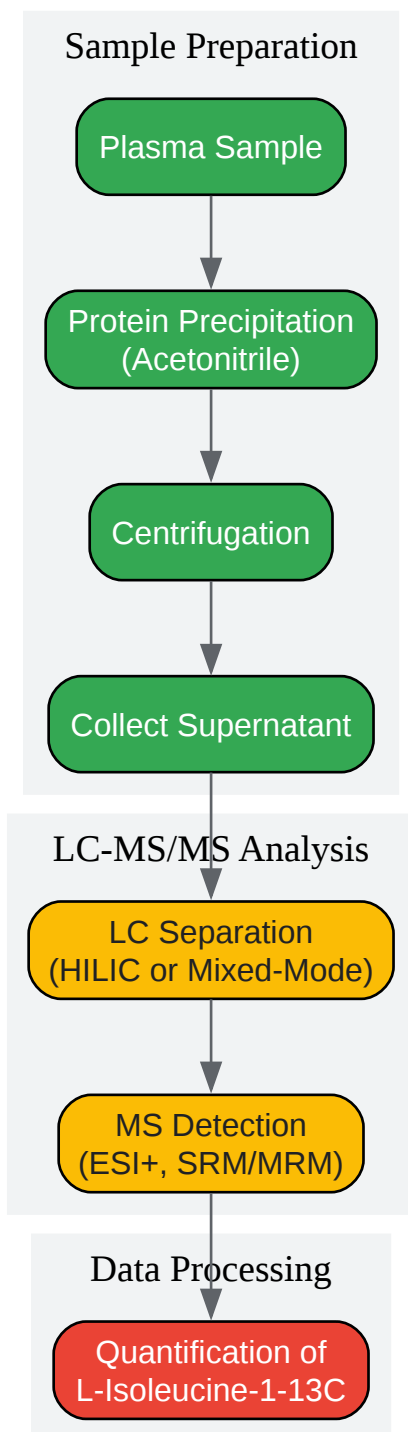 Sample Preparation
Plasma Sample
Protein Precipitation
(Acetonitrile)
Centrifugation
Collect Supernatant
LC-MS/MS Analysis
LC Separation
(HILIC or Mixed-Mode)
MS Detection
(ESI+, SRM/MRM)
Data Processing
Quantification of
L-Isoleucine-1-13C